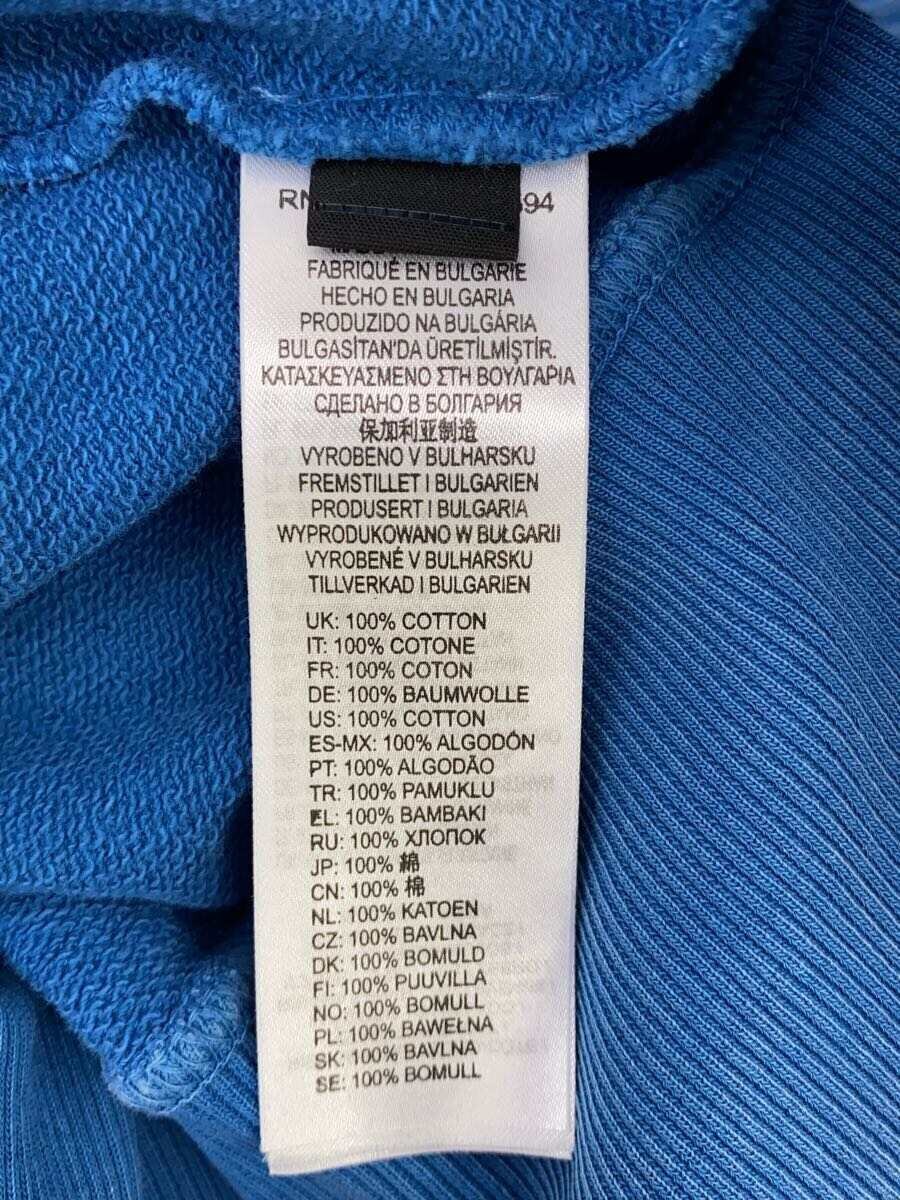 FABRIQUÉ EN BULGARIE
HECHO EN BULGARIA
PRODUZIDO NA BULGÁRIA
BULGASİTAN'DA ÜRETİLMİŞTİR.
ΚΑΤΑΣΚΕΥΑΣΜΕΝΟ ΣΤΗ ΒΟΥΛΓΑΡΙΑ
СДЕЛАНО В БОЛГАРИЯ
保加利亚制造
VYROBENO V BULHARSKU
FREMSTILLET I BULGARIEN
PRODUSERT I BULGARIA
WYPRODUKOWANO W BUŁGARII
VYROBENÉ V BULHARSKU
TILLVERKAD I BULGARIEN
UK: 100% COTTON
IT: 100% COTONE
FR: 100% COTON
DE: 100% BAUMWOLLE
US: 100% COTTON
ES-MX: 100% ALGODÓN
PT: 100% ALGODÃO
TR: 100% PAMUKLU
EL: 100% ΒΑΜΒΑΚΙ
RU: 100% ХЛОПОК
JP: 100% 綿
CN: 100% 棉
NL: 100% KATOEN
CZ: 100% BAVLNA
DK: 100% BOMULD
FI: 100% PUUVILLA
NO: 100% BOMULL
PL: 100% BAWEŁNA
SK: 100% BAVLNA
SE: 100% BOMULL